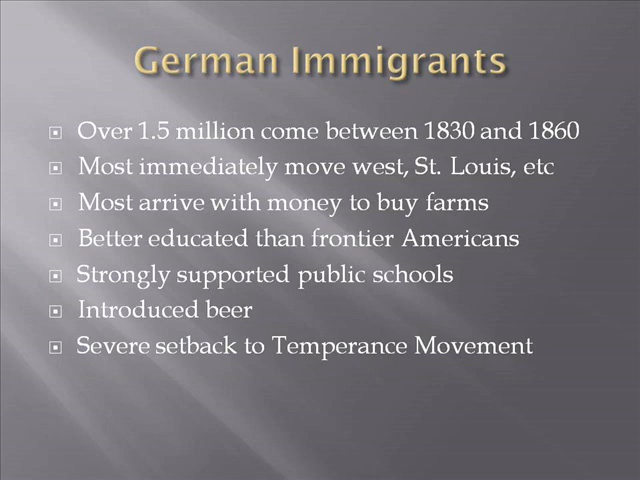 German Immigrants
Over 1.5 million come between 1830 and 1860
Most immediately move west, St. Louis, etc
Most arrive with money to buy farms
Better educated than frontier Americans
Strongly supported public schools
Introduced beer
Severe setback to Temperance Movement